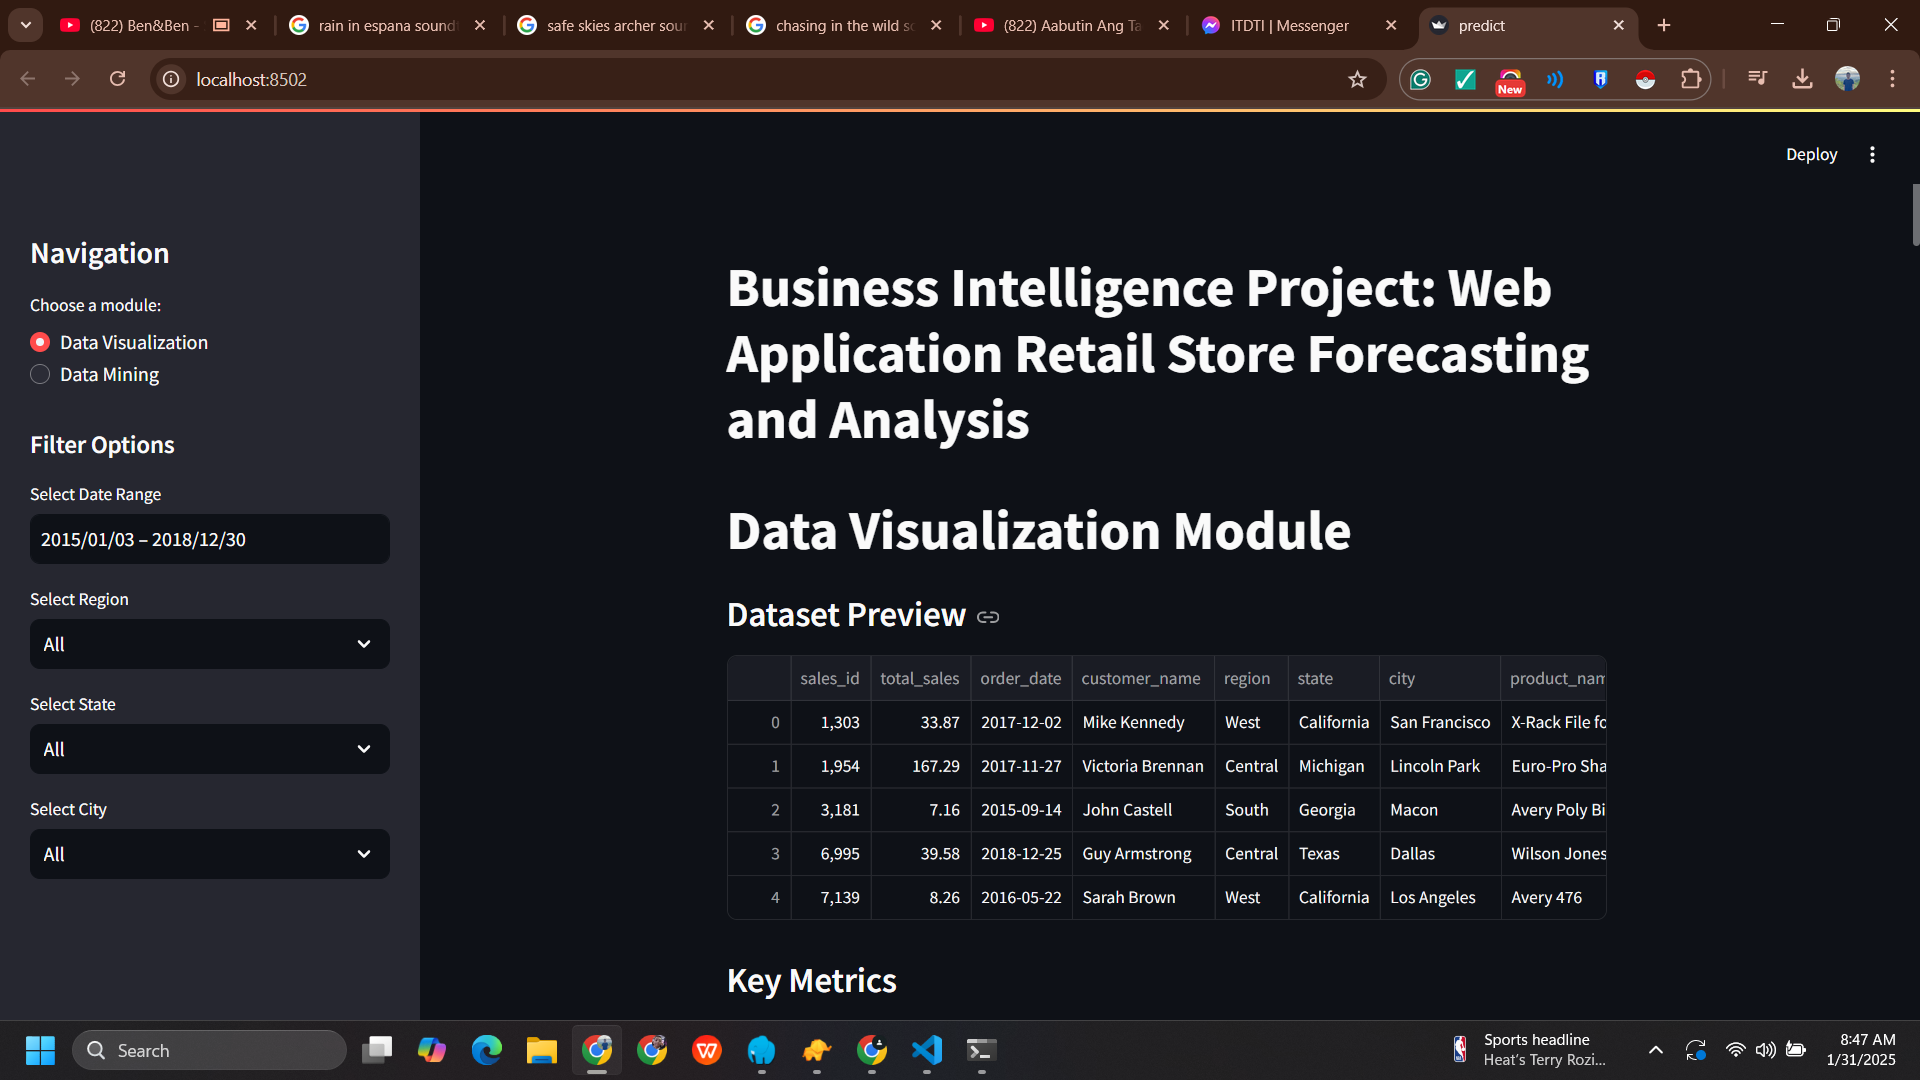 (822) Ben&Ben -
rain in espana sound
safe skies archer sour
chasing in the wild so
(822) Aabutin Ang Ta
ITDTI | Messenger
predict
localhost:8502
New
Deploy
Navigation
Choose a module:
Data Visualization
Data Mining
Filter Options
Select Date Range
2015/01/03 – 2018/12/30
Select Region
All
Select State
All
Select City
All
Business Intelligence Project: Web
Application Retail Store Forecasting
and Analysis
Data Visualization Module
Dataset Preview
sales_id total_sales order_date customer_name region state city product_nam
0 1,303 33.87 2017-12-02 Mike Kennedy West California San Francisco X-Rack File fo
1 1,954 167.29 2017-11-27 Victoria Brennan Central Michigan Lincoln Park Euro-Pro Sha
2 3,181 7.16 2015-09-14 John Castell South Georgia Macon Avery Poly Bi
3 6,995 39.58 2018-12-25 Guy Armstrong Central Texas Dallas Wilson Jones
4 7,139 8.26 2016-05-22 Sarah Brown West California Los Angeles Avery 476
Key Metrics
Search
Sports headline
Heat's Terry Rozi...
8:47 AM
1/31/2025